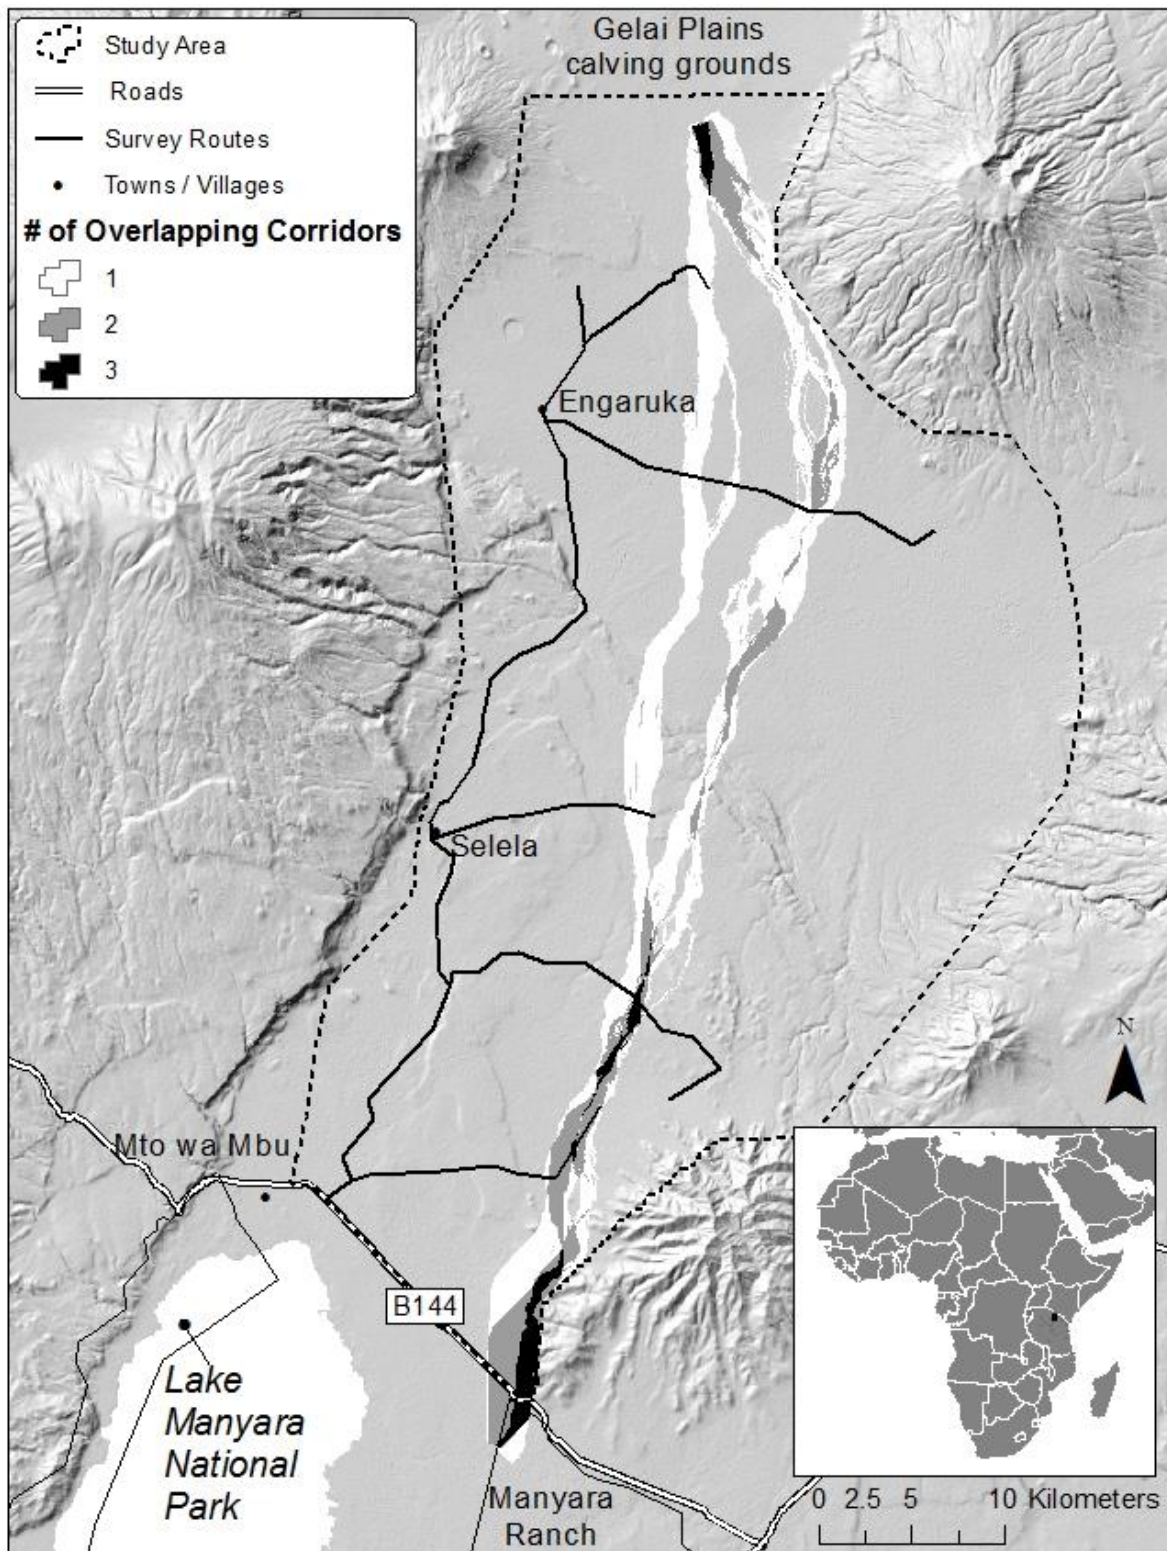 Study Area
Roads
Survey Routes
Towns / Villages
# of Overlapping Corridors
1
2
3
Gelai Plains
calving grounds
Engaruka
Selela
Mto wa Mbu
B144
Lake
Manyara
National
Park
Manyara
Ranch
N
0 2.5 5 10 Kilometers